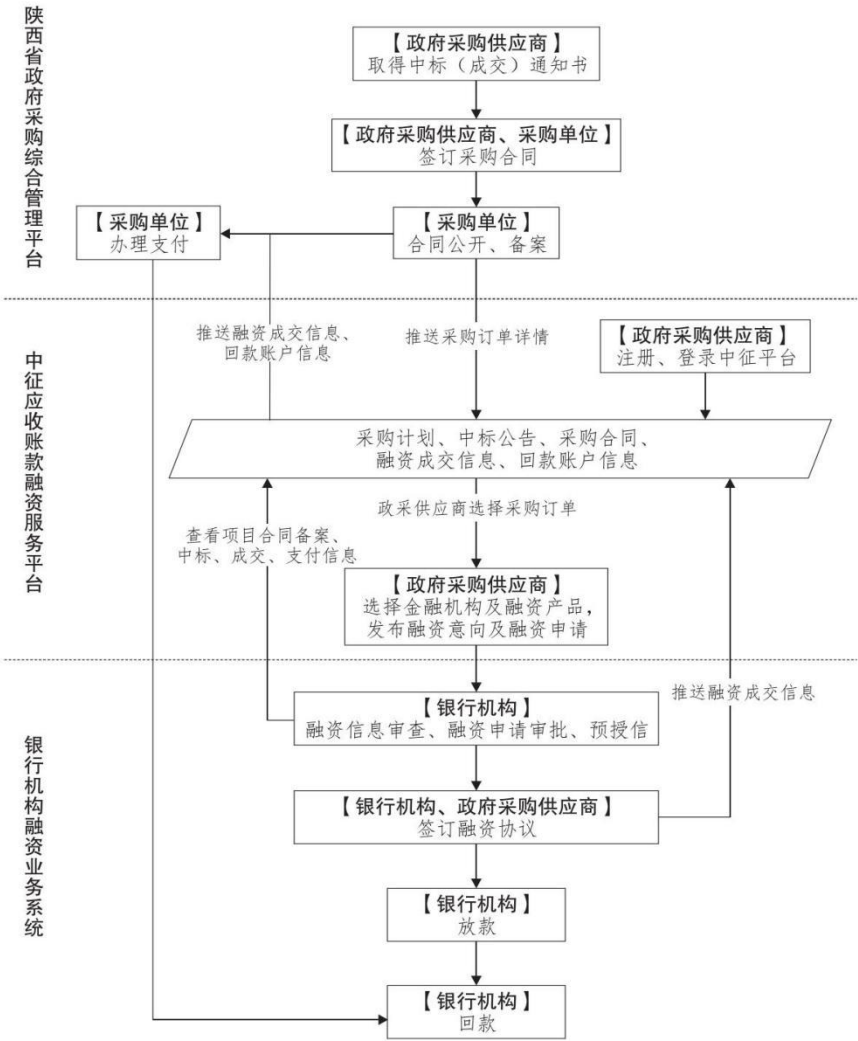 陕西省政府采购综合管理平台
【政府采购供应商】
取得中标（成交）通知书
【政府采购供应商、采购单位】
签订采购合同
【采购单位】
办理支付
【采购单位】
合同公开、备案
中征应收账款融资服务平台
推送融资成交信息、
回款账户信息
推送采购订单详情
【政府采购供应商】
注册、登录中征平台
采购计划、中标公告、采购合同、
融资成交信息、回款账户信息
政采供应商选择采购订单
查看项目合同备案、
中标、成交、支付信息
【政府采购供应商】
选择金融机构及融资产品，
发布融资意向及融资申请
银行机构融资业务系统
推送融资成交信息
【银行机构】
融资信息审查、融资申请审批、预授信
【银行机构、政府采购供应商】
签订融资协议
【银行机构】
放款
【银行机构】
回款